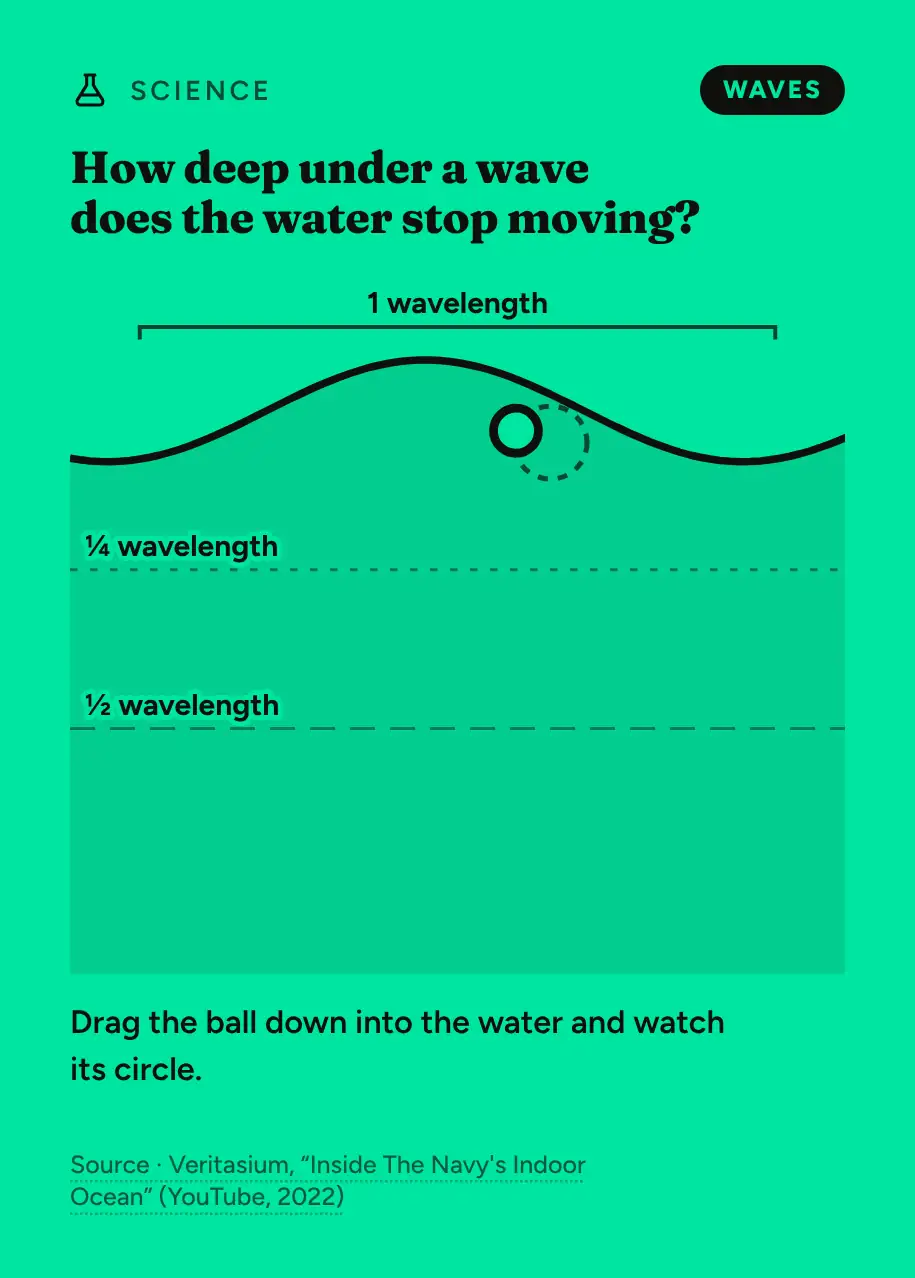 SCIENCE
WAVES
How deep under a wave
does the water stop moving?
1 wavelength
¼ wavelength
½ wavelength
Drag the ball down into the water and watch
its circle.
Source · Veritasium, “Inside The Navy's Indoor
Ocean” (YouTube, 2022)